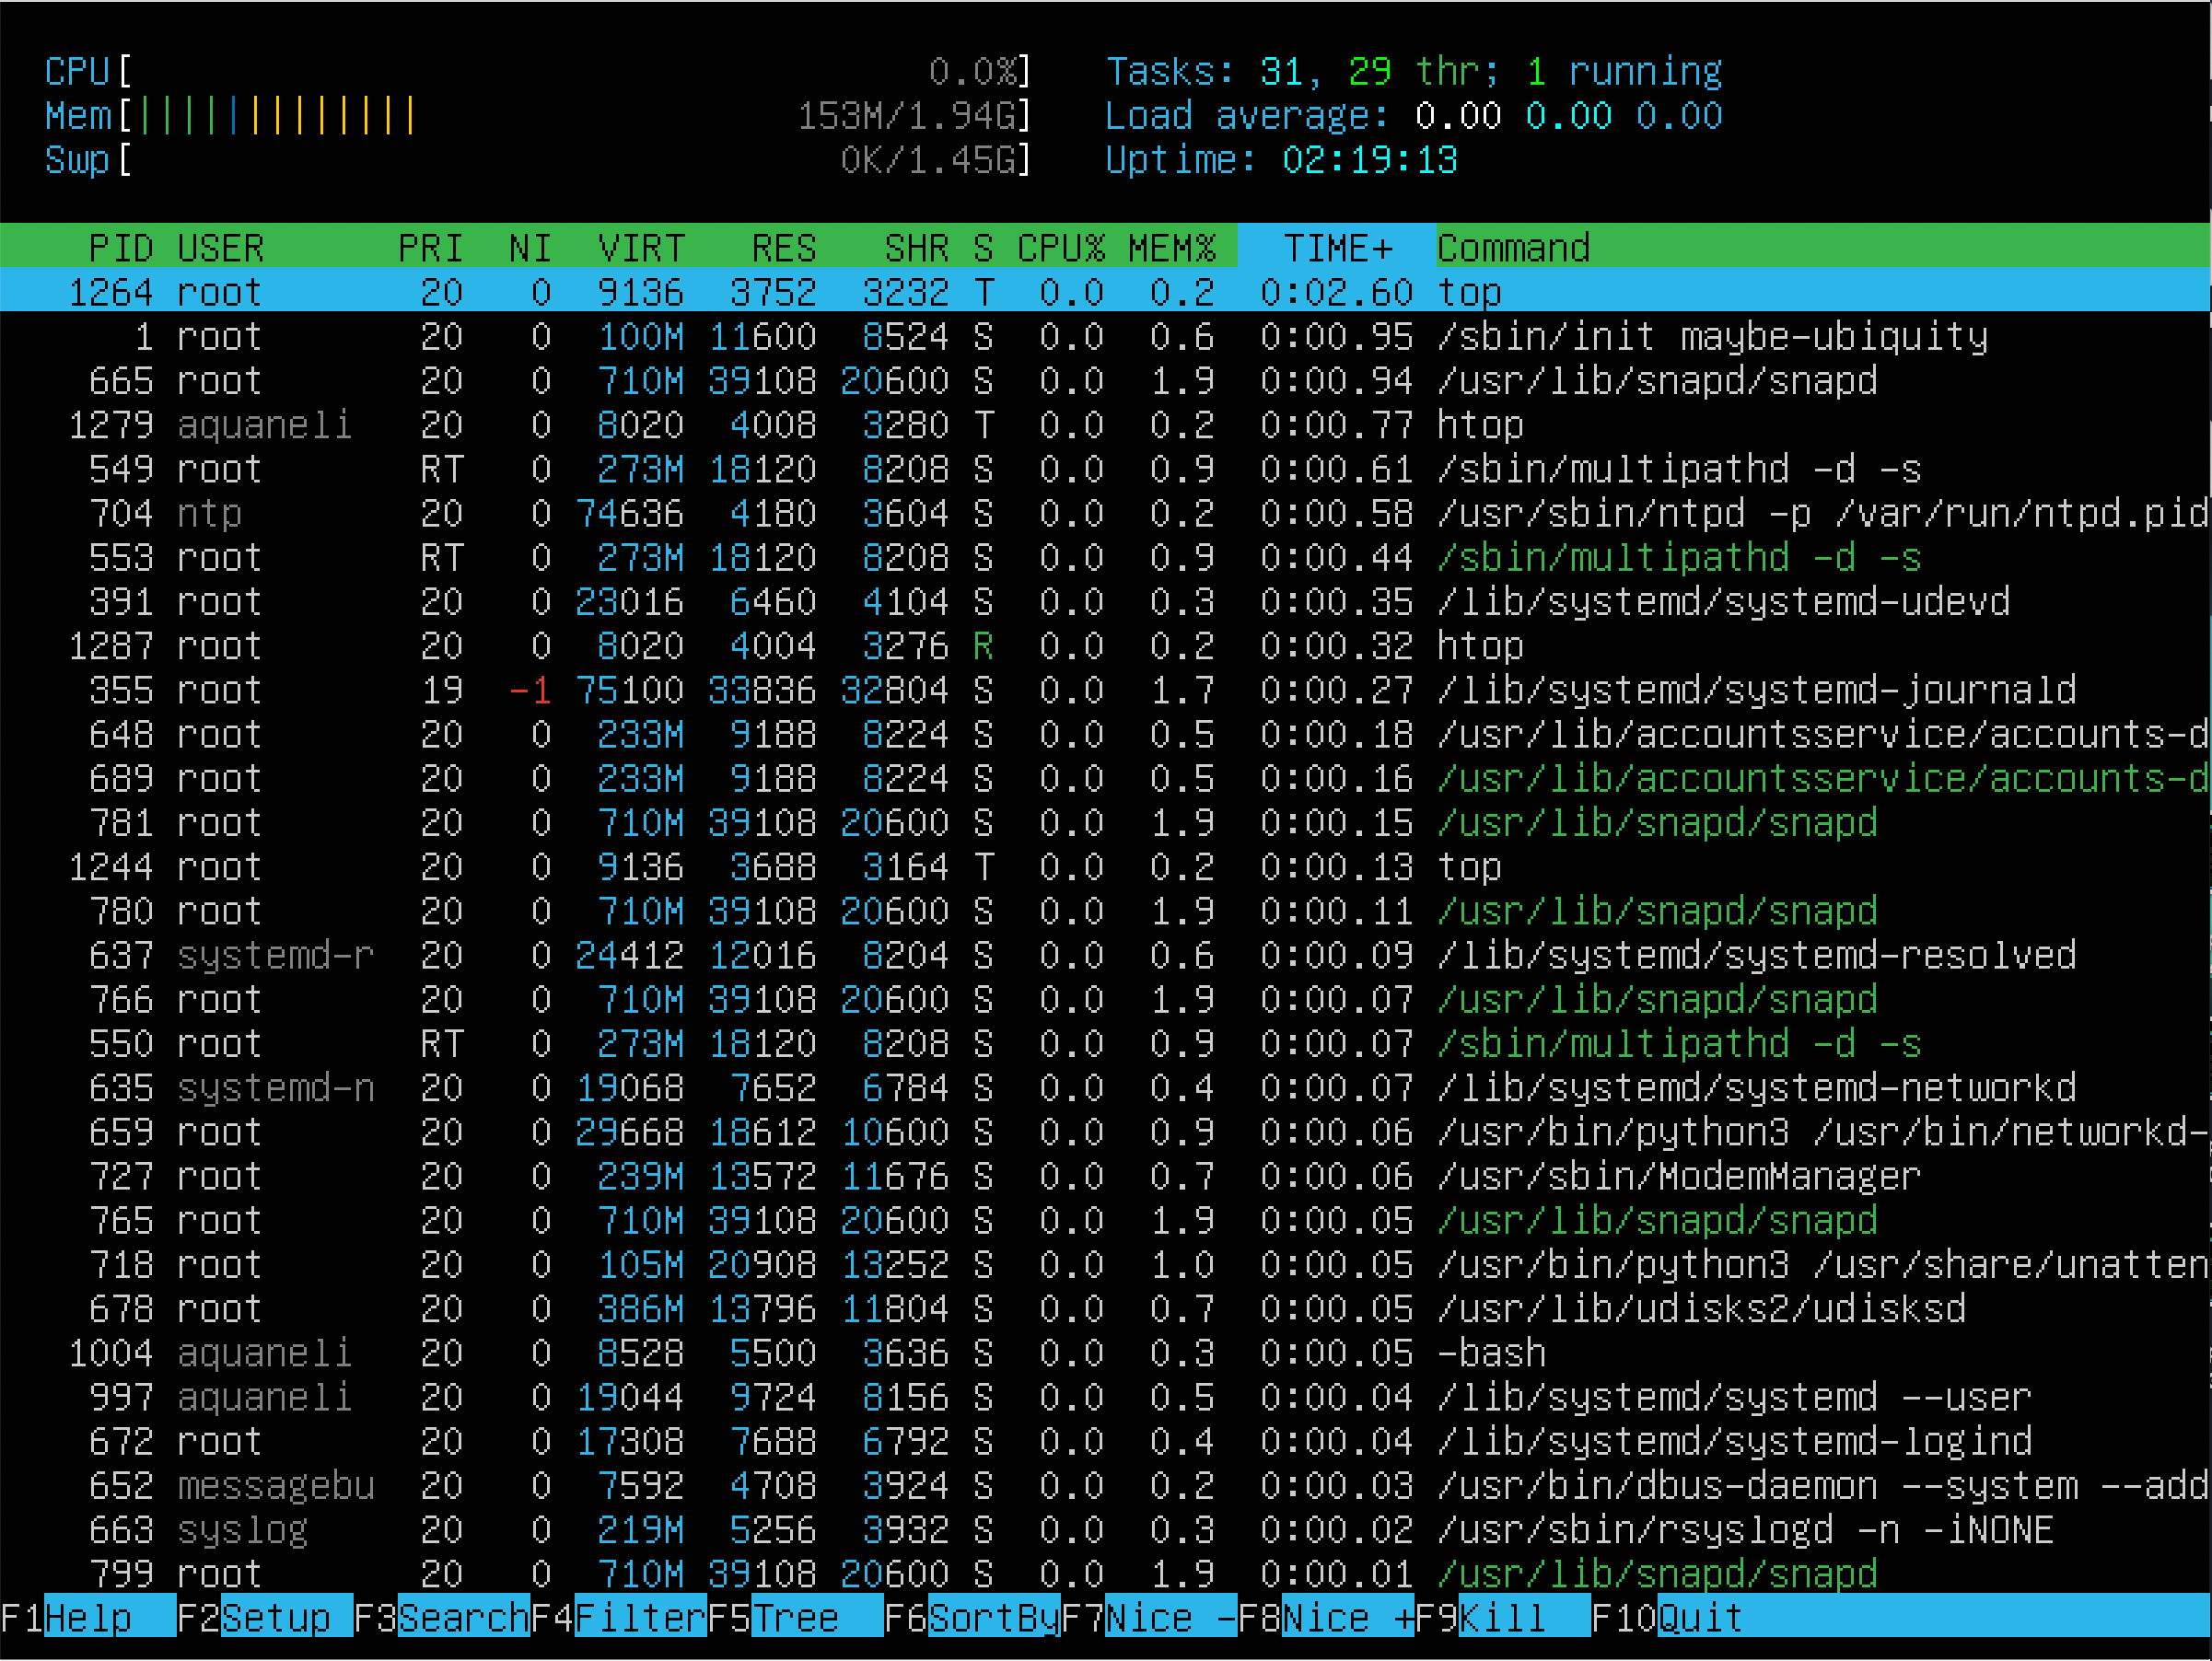 CPU[ 0.0%] Tasks: 31, 29 thr; 1 running
Mem[||||||||||||| 153M/1.94G] Load average: 0.00 0.00 0.00
Swp[ 0K/1.45G] Uptime: 02:19:13
PID USER PRI NI VIRT RES SHR S CPU% MEM% TIME+ Command
1264 root 20 0 9136 3752 3232 T 0.0 0.2 0:02.60 top
1 root 20 0 100M 11600 8524 S 0.0 0.6 0:00.95 /sbin/init maybe-ubiquity
665 root 20 0 710M 39108 20600 S 0.0 1.9 0:00.94 /usr/lib/snapd/snapd
1279 aquaneli 20 0 8020 4008 3280 T 0.0 0.2 0:00.77 htop
549 root RT 0 273M 18120 8208 S 0.0 0.9 0:00.61 /sbin/multipathd -d -s
704 ntp 20 0 74636 4180 3604 S 0.0 0.2 0:00.58 /usr/sbin/ntpd -p /var/run/ntpd.pid
553 root RT 0 273M 18120 8208 S 0.0 0.9 0:00.44 /sbin/multipathd -d -s
391 root 20 0 23016 6460 4104 S 0.0 0.3 0:00.35 /lib/systemd/systemd-udevd
1287 root 20 0 8020 4004 3276 R 0.0 0.2 0:00.32 htop
355 root 19 -1 75100 33836 32804 S 0.0 1.7 0:00.27 /lib/systemd/systemd-journald
648 root 20 0 233M 9188 8224 S 0.0 0.5 0:00.18 /usr/lib/accountsservice/accounts-d
689 root 20 0 233M 9188 8224 S 0.0 0.5 0:00.16 /usr/lib/accountsservice/accounts-d
781 root 20 0 710M 39108 20600 S 0.0 1.9 0:00.15 /usr/lib/snapd/snapd
1244 root 20 0 9136 3688 3164 T 0.0 0.2 0:00.13 top
780 root 20 0 710M 39108 20600 S 0.0 1.9 0:00.11 /usr/lib/snapd/snapd
637 systemd-r 20 0 24412 12016 8204 S 0.0 0.6 0:00.09 /lib/systemd/systemd-resolved
766 root 20 0 710M 39108 20600 S 0.0 1.9 0:00.07 /usr/lib/snapd/snapd
550 root RT 0 273M 18120 8208 S 0.0 0.9 0:00.07 /sbin/multipathd -d -s
635 systemd-n 20 0 19068 7652 6784 S 0.0 0.4 0:00.07 /lib/systemd/systemd-networkd
659 root 20 0 29668 18612 10600 S 0.0 0.9 0:00.06 /usr/bin/python3 /usr/bin/networkd-
727 root 20 0 239M 13572 11676 S 0.0 0.7 0:00.06 /usr/sbin/ModemManager
765 root 20 0 710M 39108 20600 S 0.0 1.9 0:00.05 /usr/lib/snapd/snapd
718 root 20 0 105M 20908 13252 S 0.0 1.0 0:00.05 /usr/bin/python3 /usr/share/unatten
678 root 20 0 386M 13796 11804 S 0.0 0.7 0:00.05 /usr/lib/udisks2/udisksd
1004 aquaneli 20 0 8528 5500 3636 S 0.0 0.3 0:00.05 -bash
997 aquaneli 20 0 19044 9724 8156 S 0.0 0.5 0:00.04 /lib/systemd/systemd --user
672 root 20 0 17308 7688 6792 S 0.0 0.4 0:00.04 /lib/systemd/systemd-logind
652 messagebu 20 0 7592 4708 3924 S 0.0 0.2 0:00.03 /usr/bin/dbus-daemon --system --add
663 syslog 20 0 219M 5256 3932 S 0.0 0.3 0:00.02 /usr/sbin/rsyslogd -n -iNONE
799 root 20 0 710M 39108 20600 S 0.0 1.9 0:00.01 /usr/lib/snapd/snapd
F1Help F2Setup F3SearchF4FilterF5Tree F6SortByF7Nice -F8Nice +F9Kill F10Quit